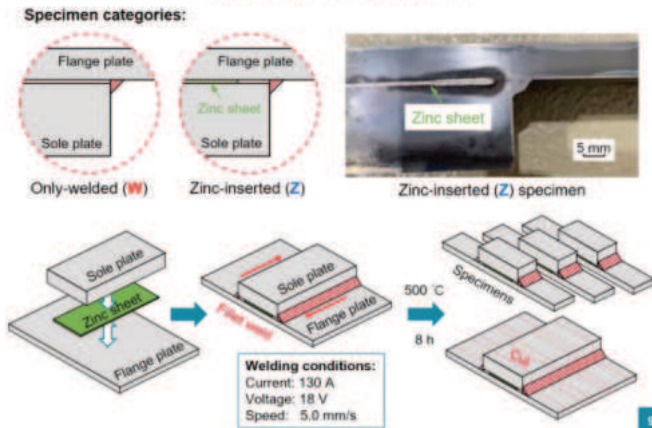 Specimen categories:
Flange plate
Sole plate
Only-welded (W)
Flange plate
Zinc sheet
Sole plate
Zinc-inserted (Z)
Zinc sheet
5 mm
Zinc-inserted (Z) specimen
Sole plate
Zinc sheet
Flange plate
Sole plate
Fillet weld
Flange plate
Welding conditions:
Current: 130 A
Voltage: 18 V
Speed: 5.0 mm/s
500 ℃
8 h
Specimens
Cut